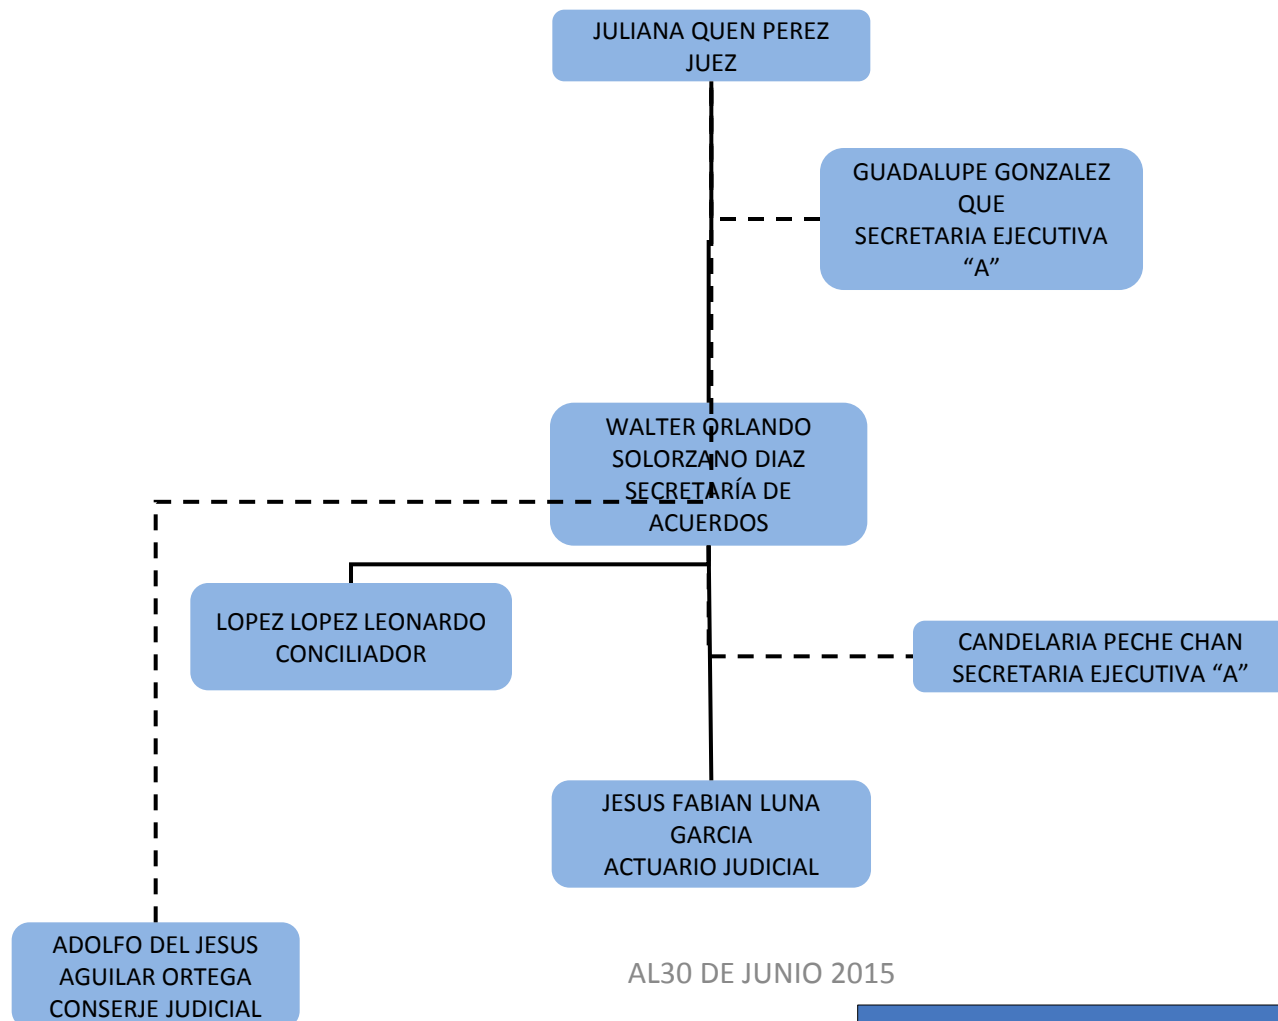 JULIANA QUEN PEREZ
JUEZ
GUADALUPE GONZALEZ
QUE
SECRETARIA EJECUTIVA
“A”
WALTER ORLANDO
SOLORZANO DIAZ
SECRETARÍA DE
ACUERDOS
LOPEZ LOPEZ LEONARDO
CONCILIADOR
CANDELARIA PECHE CHAN
SECRETARIA EJECUTIVA “A”
JESUS FABIAN LUNA
GARCIA
ACTUARIO JUDICIAL
ADOLFO DEL JESUS
AGUILAR ORTEGA
CONSERJE JUDICIAL
AL30 DE JUNIO 2015